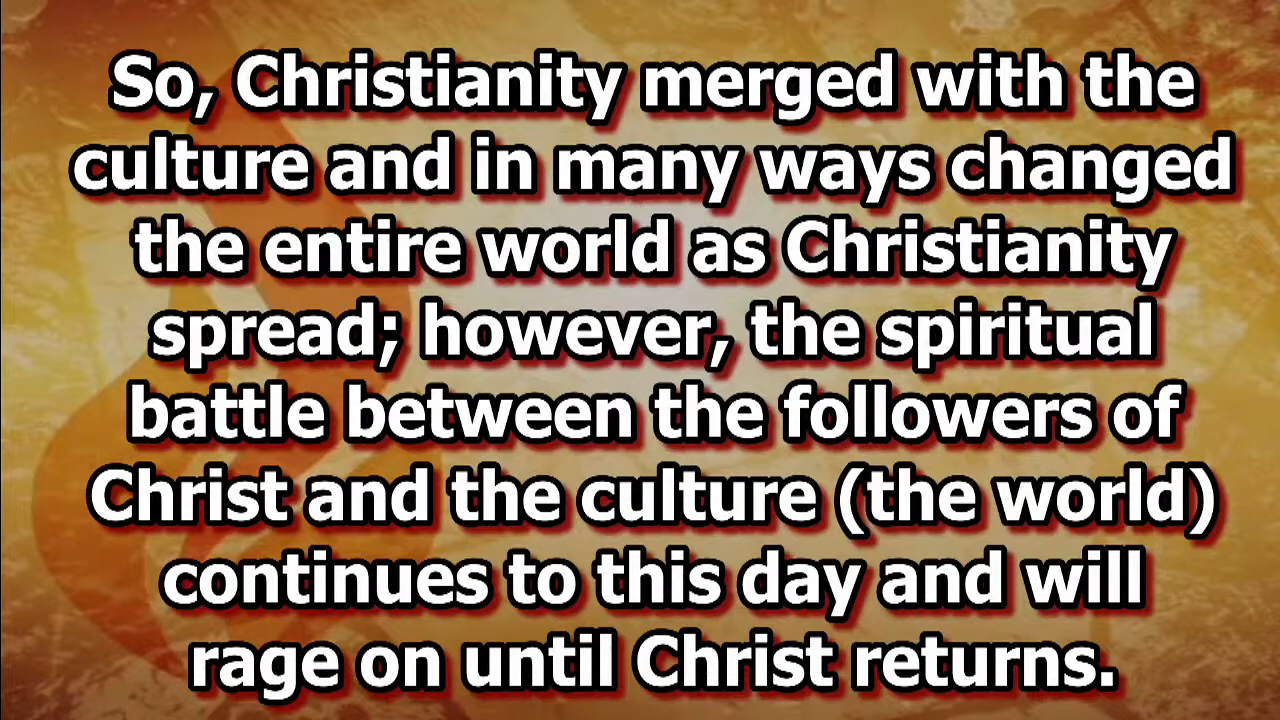 So, Christianity merged with the
culture and in many ways changed
the entire world as Christianity
spread; however, the spiritual
battle between the followers of
Christ and the culture (the world)
continues to this day and will
rage on until Christ returns.